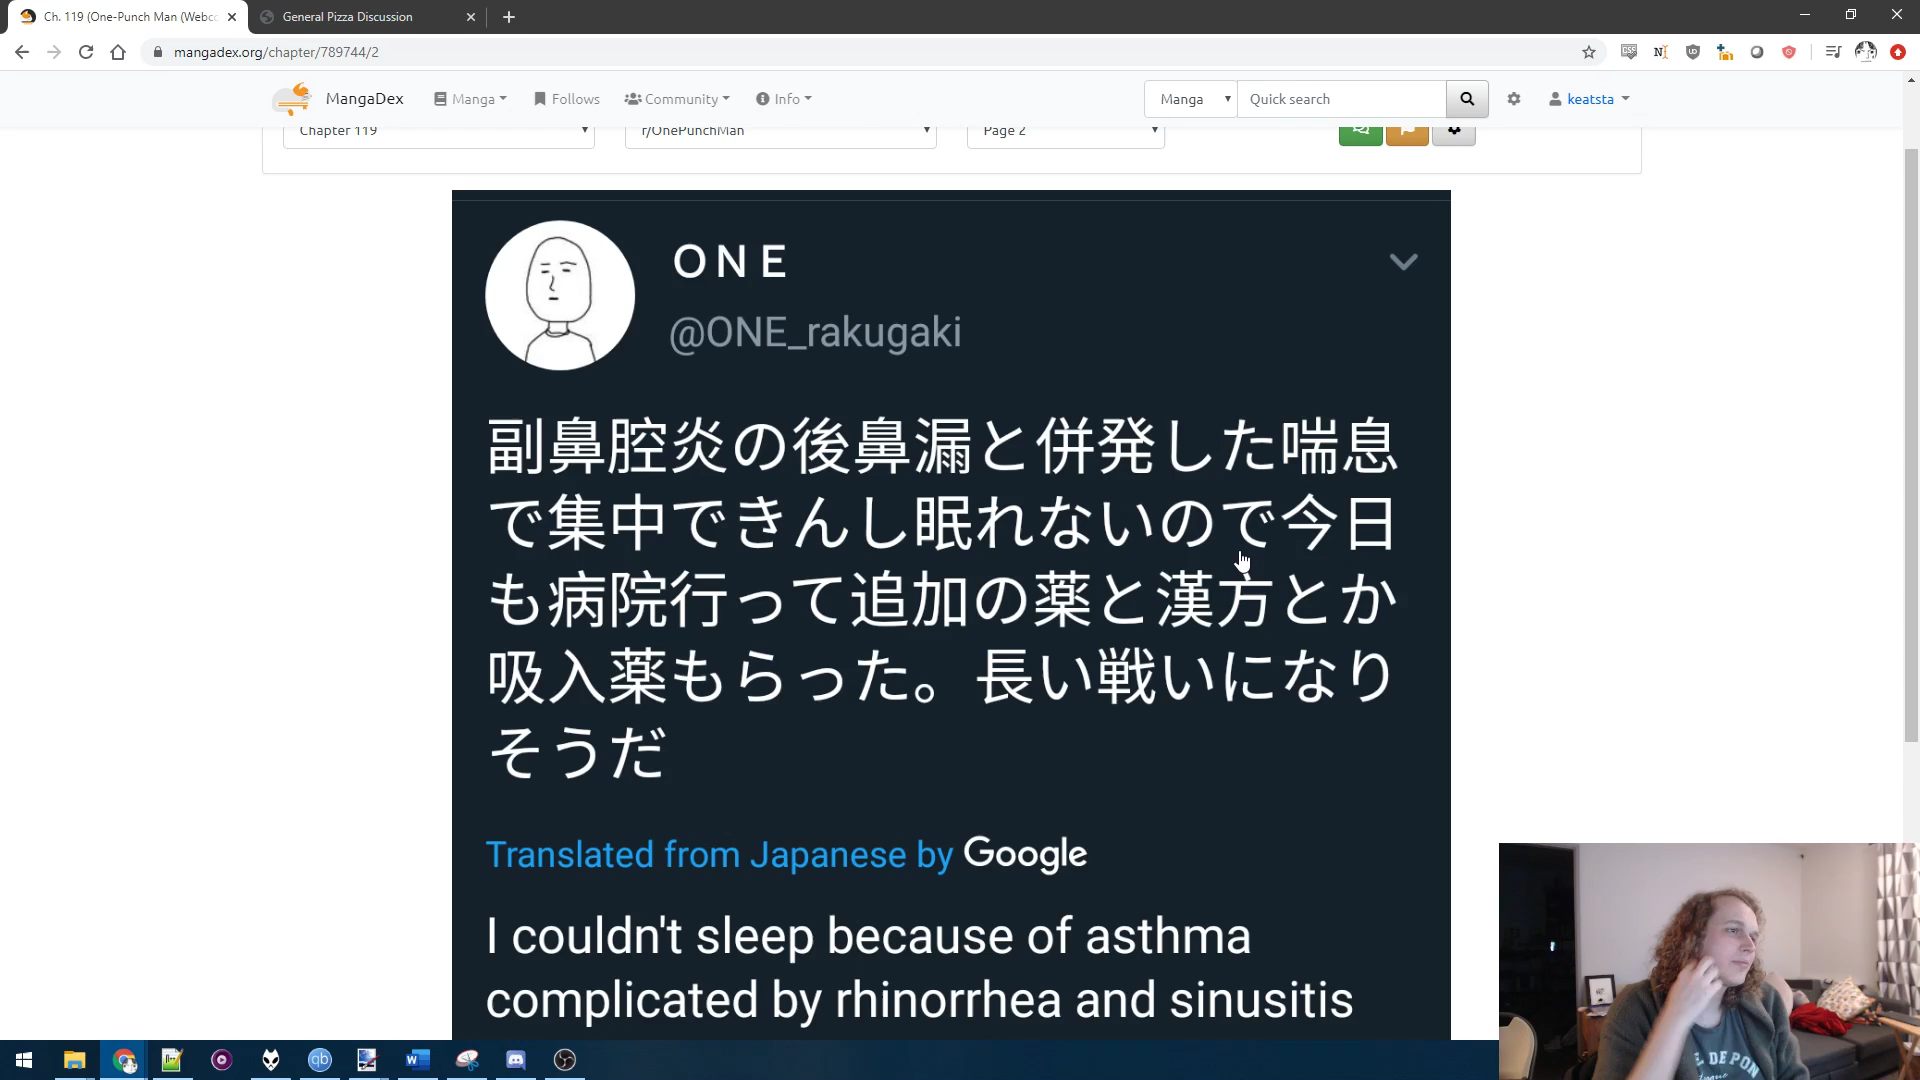 Ch. 119 (One-Punch Man (Webco
General Pizza Discussion
mangadex.org/chapter/789744/2
MangaDex
Manga
Follows
Community
Info
Manga
Quick search
keatsta
Chapter 119
r/OnePunchMan
Page 2
ONE
@ONE_rakugaki
副鼻腔炎の後鼻漏と併発した喘息
で集中できんし眠れないので今日
も病院行って追加の薬と漢方とか
吸入薬もらった。長い戦いになり
そうだ
Translated from Japanese by Google
I couldn't sleep because of asthma
complicated by rhinorrhea and sinusitis